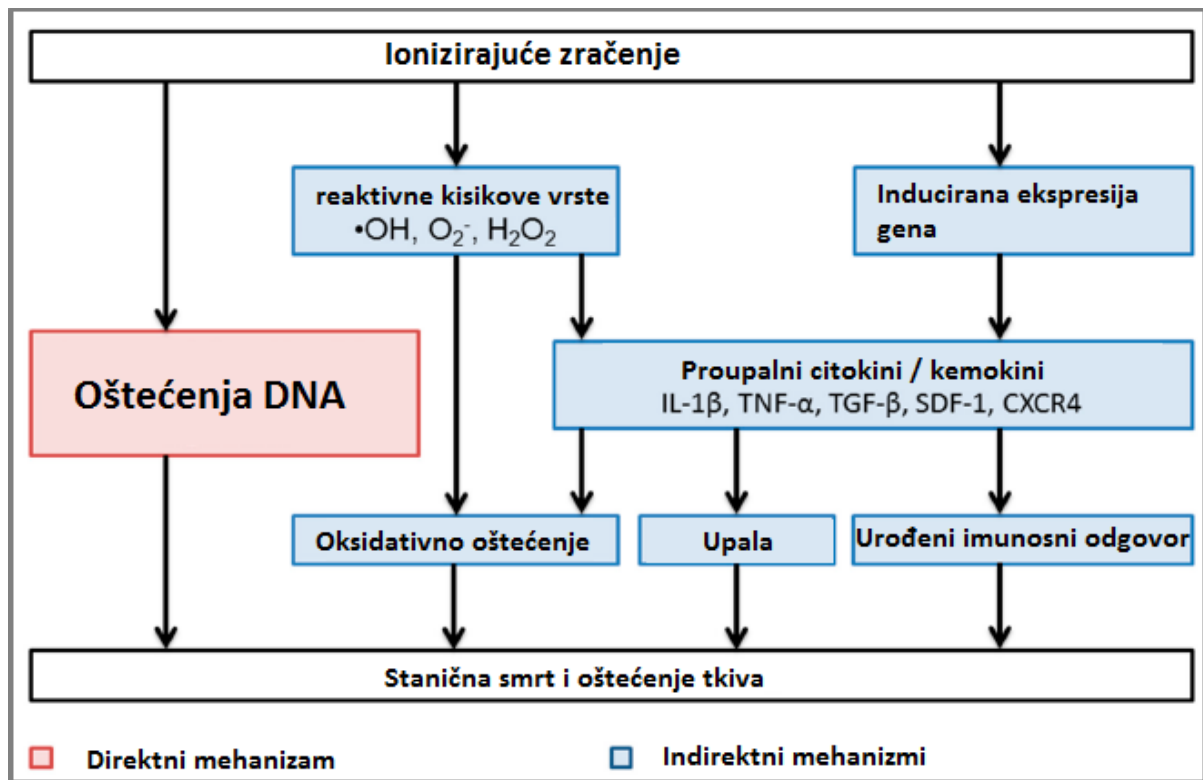 Ionizirajuće zračenje
reaktivne kisikove vrste
•OH, O₂⁻, H₂O₂
Inducirana ekspresija
gena
Oštećenja DNA
Proupalni citokini / kemokini
IL-1β, TNF-α, TGF-β, SDF-1, CXCR4
Oksidativno oštećenje
Upala
Urođeni imunosni odgovor
Stanična smrt i oštećenje tkiva
Direktni mehanizam
Indirektni mehanizmi